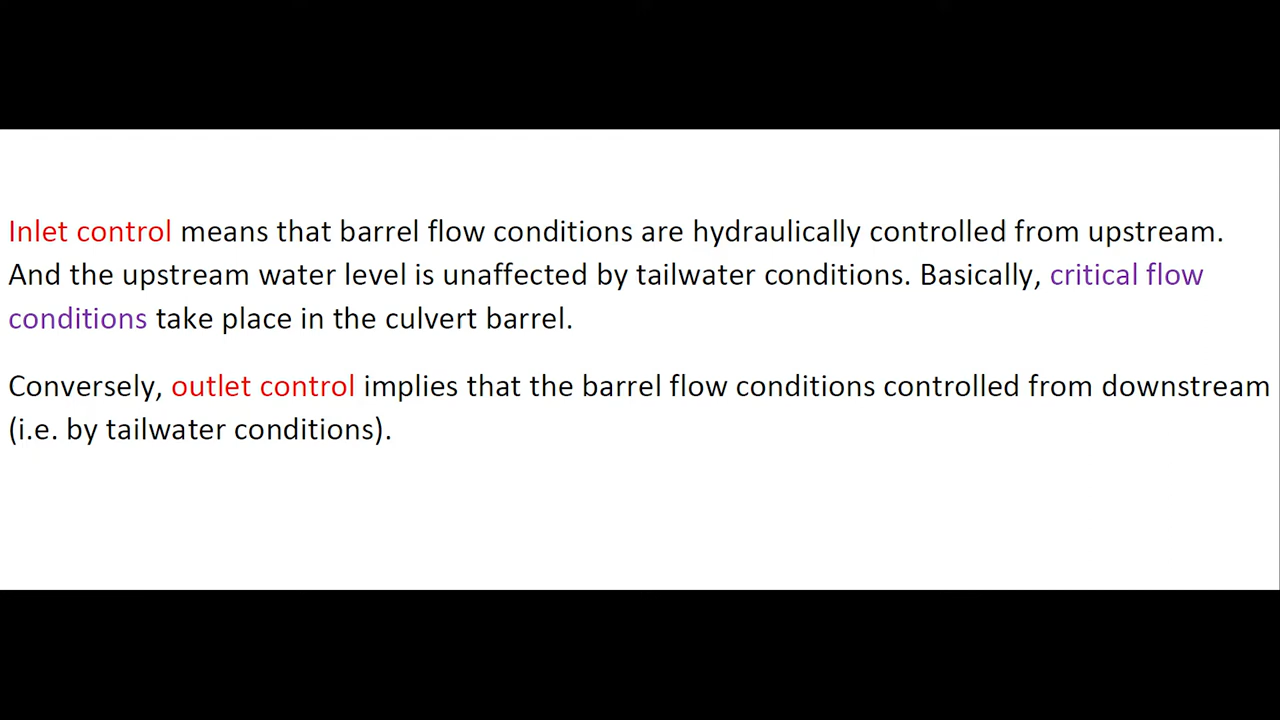 Inlet control means that barrel flow conditions are hydraulically controlled from upstream.
And the upstream water level is unaffected by tailwater conditions. Basically, critical flow
conditions take place in the culvert barrel.
Conversely, outlet control implies that the barrel flow conditions controlled from downstream
(i.e. by tailwater conditions).